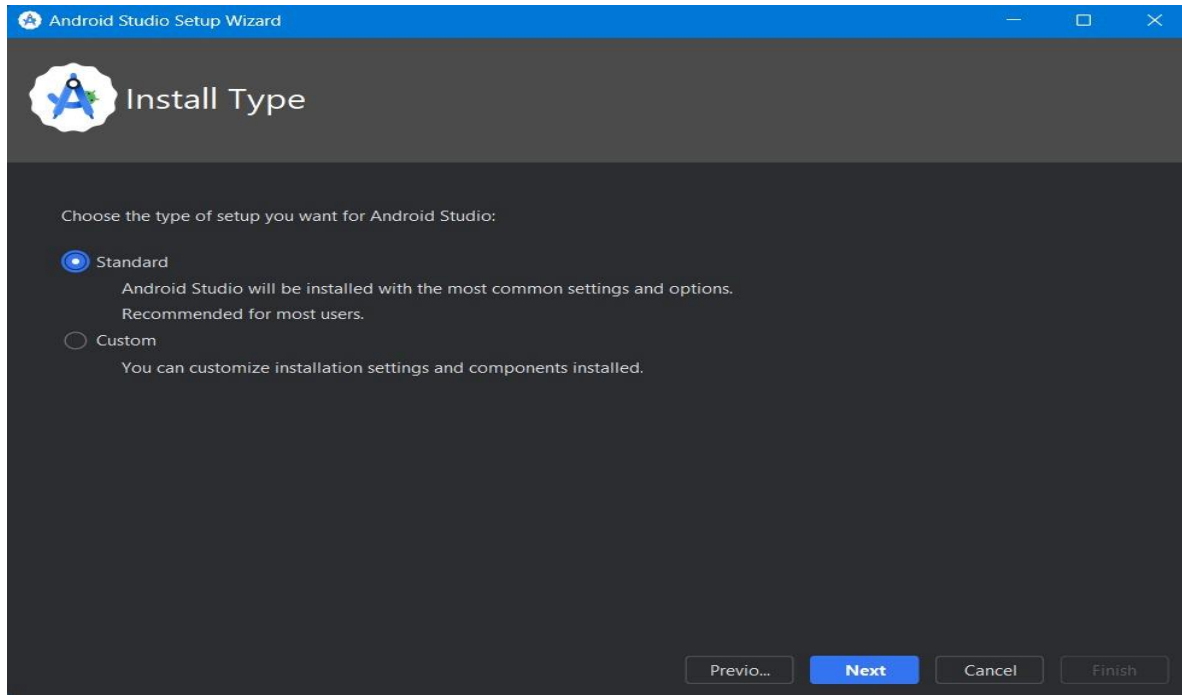 Android Studio Setup Wizard
Install Type
Choose the type of setup you want for Android Studio:
Standard
Android Studio will be installed with the most common settings and options.
Recommended for most users.
Custom
You can customize installation settings and components installed.
Previo... Next Cancel Finish